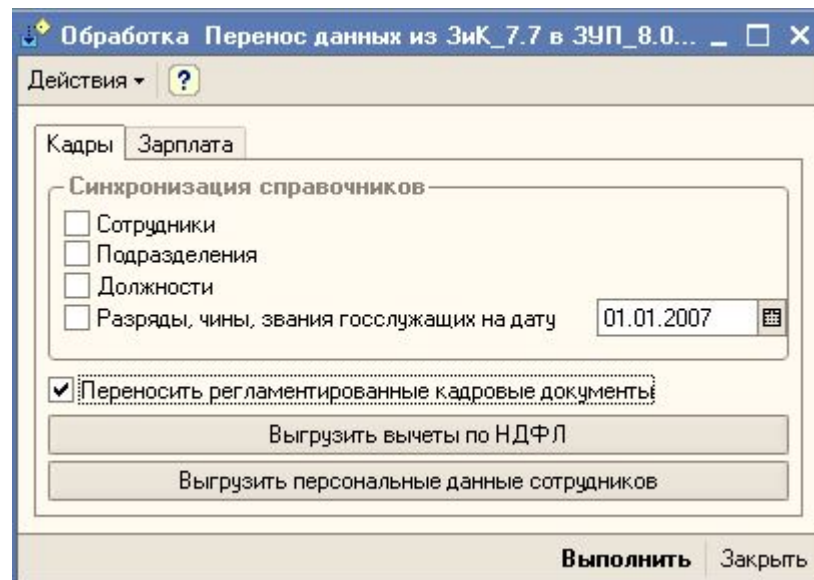 Обработка Перенос данных из ЗиК_7.7 в ЗУП_8.0...
Действия ?
Кадры Зарплата
Синхронизация справочников
Сотрудники
Подразделения
Должности
Разряды, чины, звания госслужащих на дату 01.01.2007
Переносить регламентированные кадровые документы
Выгрузить вычеты по НДФЛ
Выгрузить персональные данные сотрудников
Выполнить Закрыть